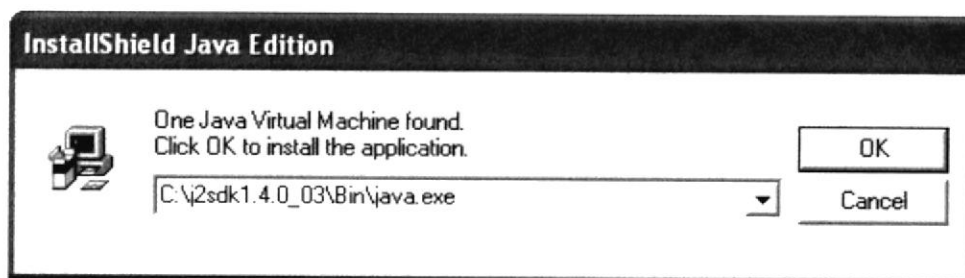 InstallShield Java Edition
One Java Virtual Machine found.
Click OK to install the application.
OK
C:\j2sdk1.4.0_03\Bin\java.exe
Cancel